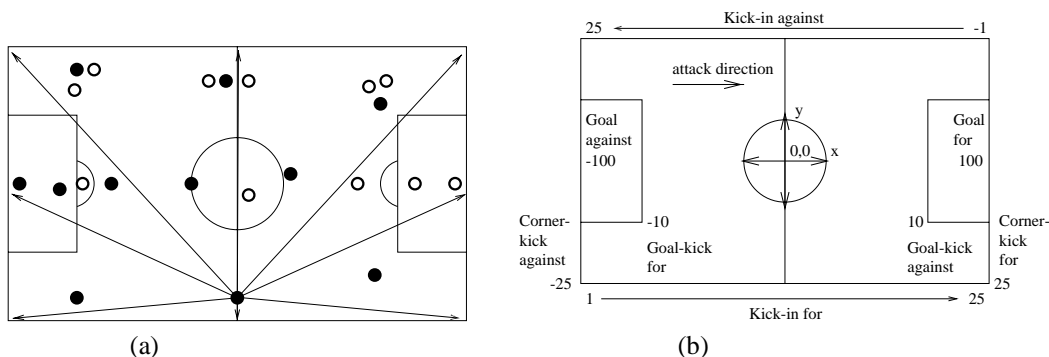 Kick-in against
25
-1
attack direction
y
Goal
against
-100
0,0
x
Goal
for
100
-10
10
Corner-
kick
against
Goal-kick
for
Goal-kick
against
Corner-
kick
for
-25
25
1
25
Kick-in for
(a)
(b)